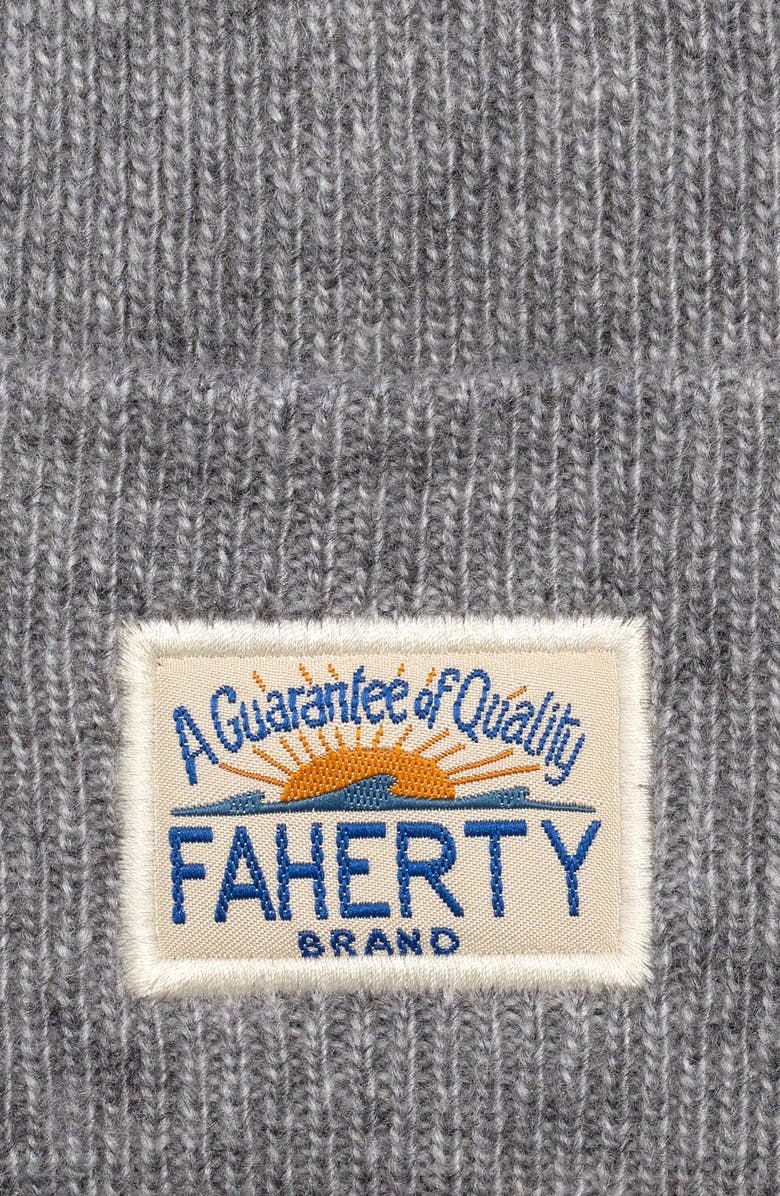 A Guarantee of Quality
FAHERTY
BRAND